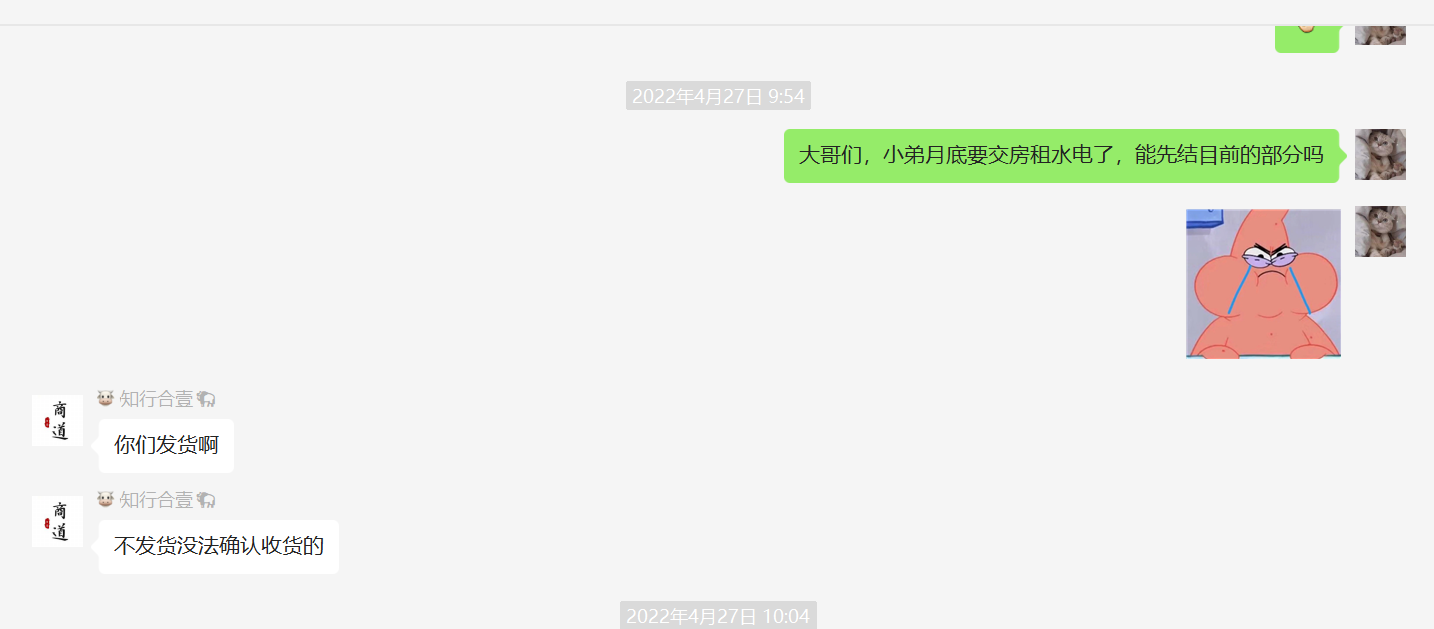 2022年4月27日 9:54
大哥们，小弟月底要交房租水电了，能先结目前的部分吗
商道
知行合壹
你们发货啊
商道
知行合壹
不发货没法确认收货的
2022年4月27日 10:04